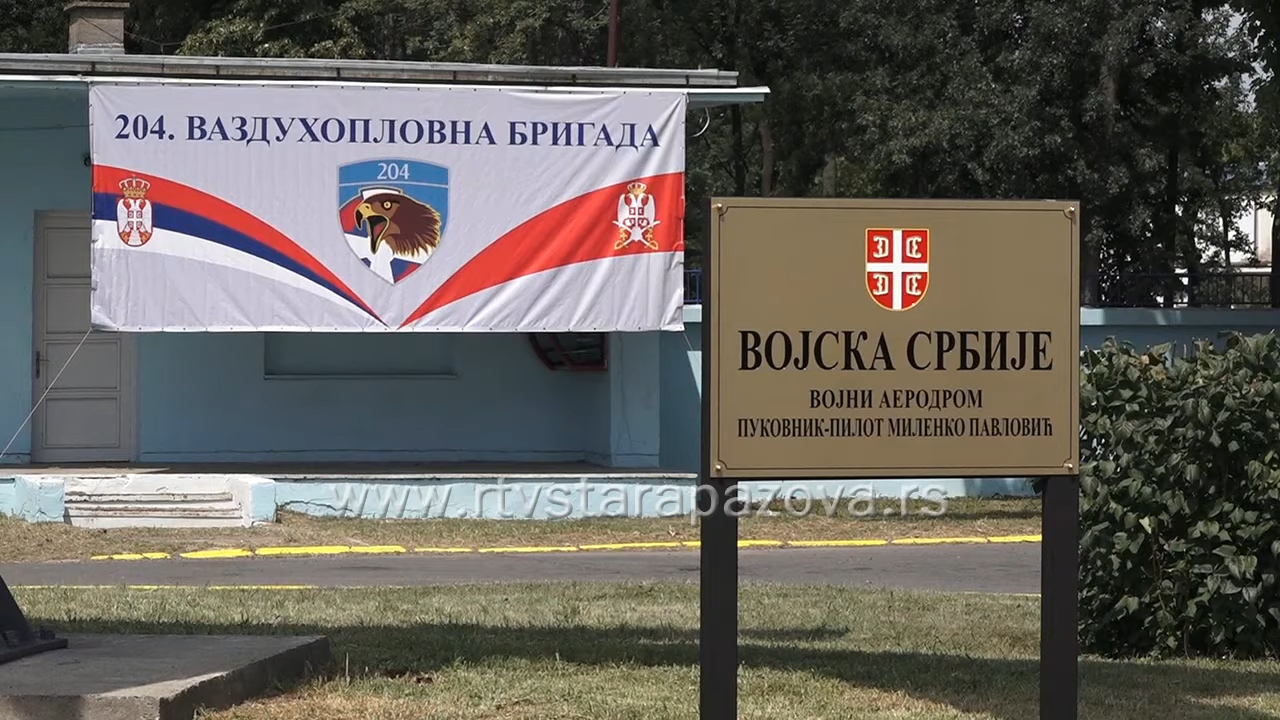 204. ВАЗДУХОПЛОВНА БРИГАДА
204
ВОЈСКА СРБИЈЕ
ВОЈНИ АЕРОДРОМ
ПУКОВНИК-ПИЛОТ МИЛЕНКО ПАВЛОВИЋ
www.rtvstarapazova.rs